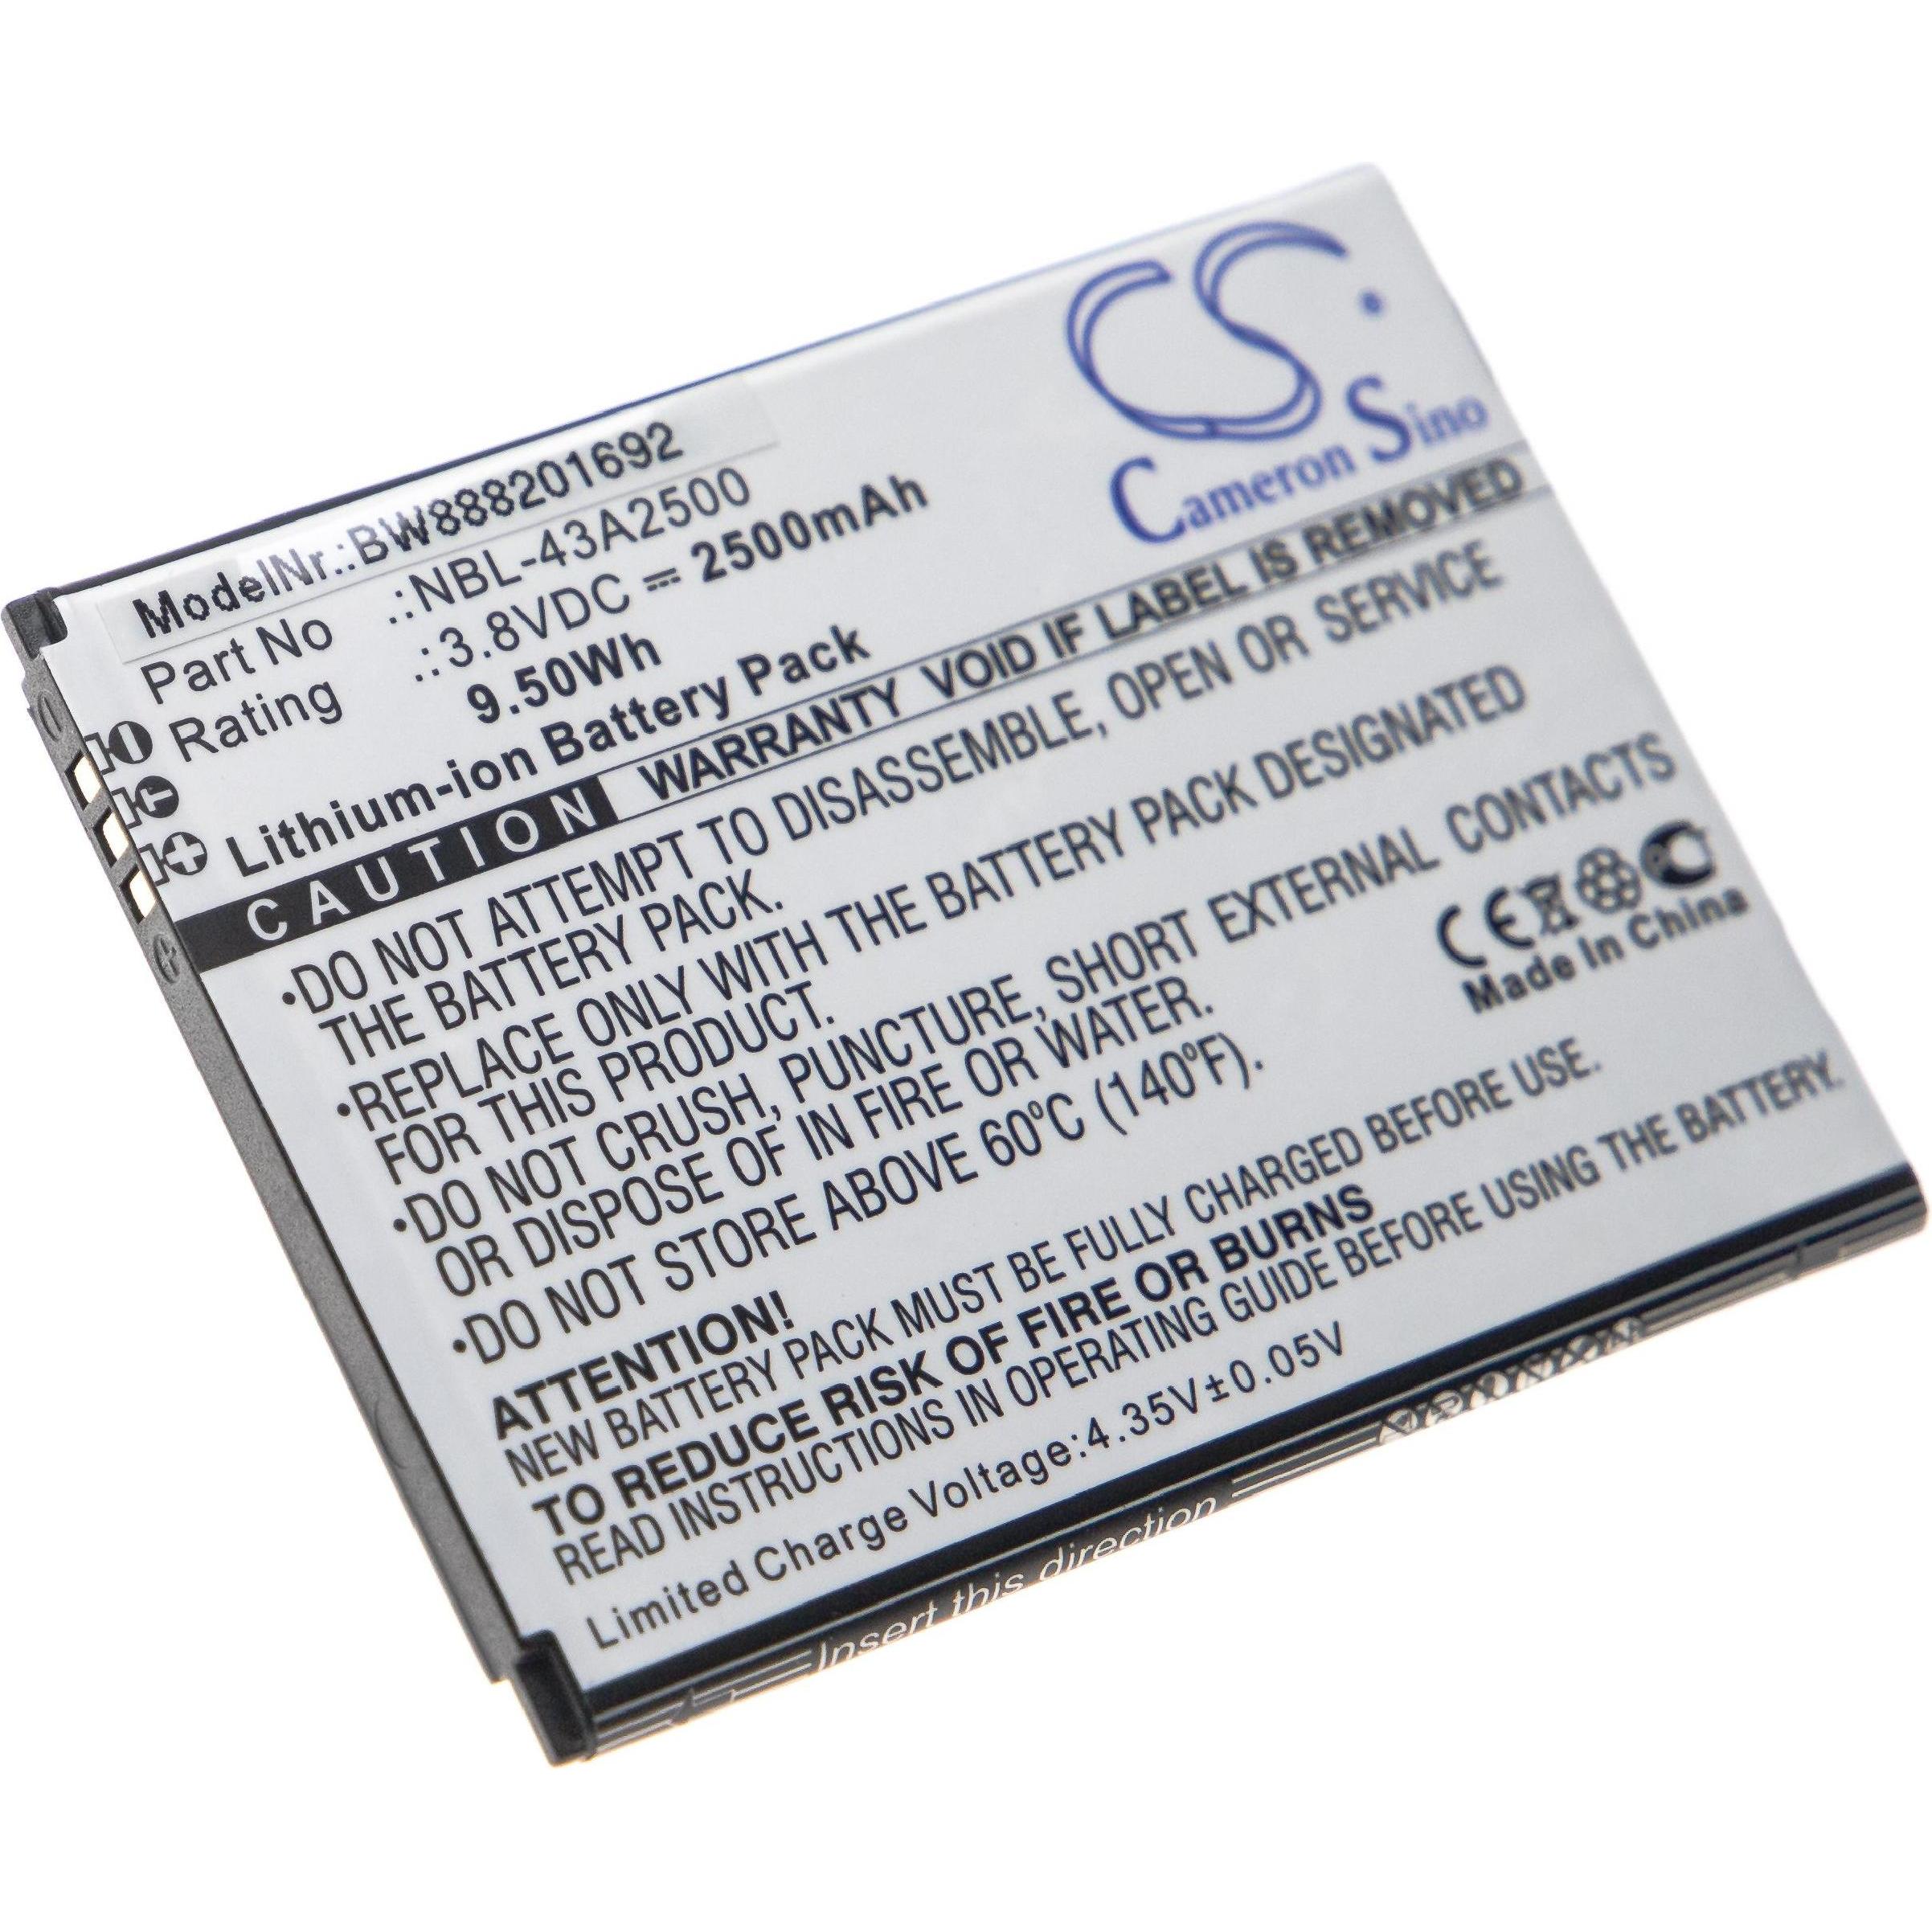 CS
Cameron Sino
ModelNr.:BW888201692
Part No .:NBL-43A2500
Rating .:3.8VDC ⎓ 2500mAh
9.50Wh
Lithium-ion Battery Pack
CAUTION WARRANTY VOID IF LABEL IS REMOVED
•DO NOT ATTEMPT TO DISASSEMBLE, OPEN OR SERVICE
THE BATTERY PACK.
•REPLACE ONLY WITH THE BATTERY PACK DESIGNATED
FOR THIS PRODUCT.
•DO NOT CRUSH, PUNCTURE, SHORT EXTERNAL CONTACTS
OR DISPOSE OF IN FIRE OR WATER.
•DO NOT STORE ABOVE 60°C (140°F).
CE
Made In China
ATTENTION!
NEW BATTERY PACK MUST BE FULLY CHARGED BEFORE USE.
TO REDUCE RISK OF FIRE OR BURNS
READ INSTRUCTIONS IN OPERATING GUIDE BEFORE USING THE BATTERY.
Limited Charge Voltage:4.35V±0.05V
Insert this direction